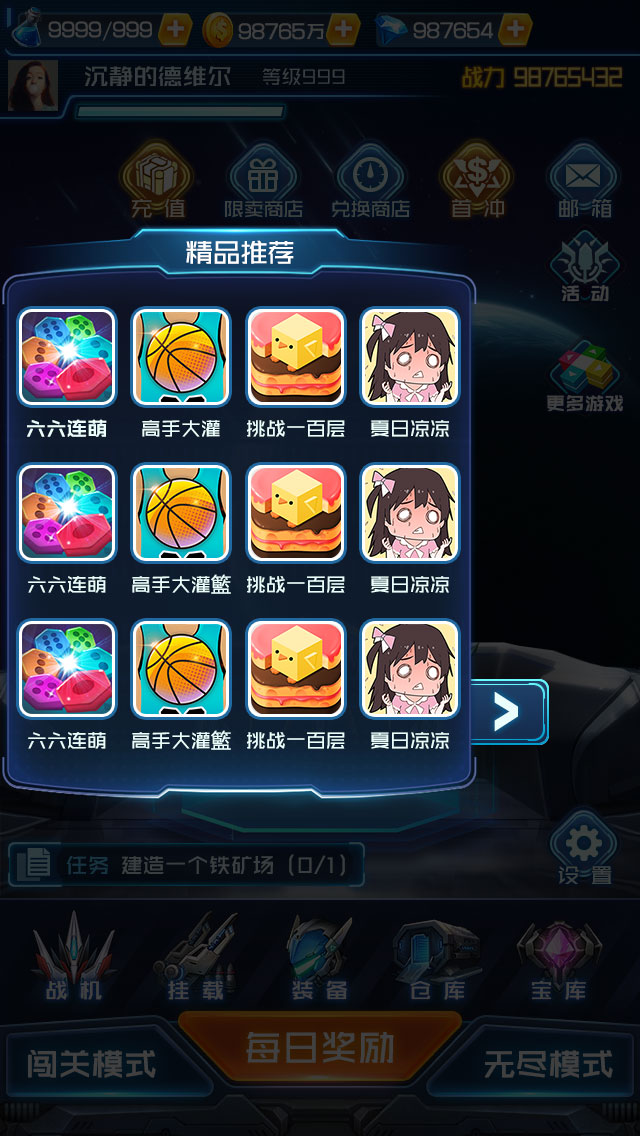 9999/999 98765万 987654
沉静的德维尔 等级999 战力 98765432
充值 限卖商店 兑换商店 首冲 邮箱
精品推荐
活动
更多游戏
六六连萌 高手大灌 挑战一百层 夏日凉凉
六六连萌 高手大灌籃 挑战一百层 夏日凉凉
六六连萌 高手大灌籃 挑战一百层 夏日凉凉
任务 建造一个铁矿场 (0/1)
设置
战机 挂载 装备 仓库 宝库
闯关模式 每日奖励 无尽模式